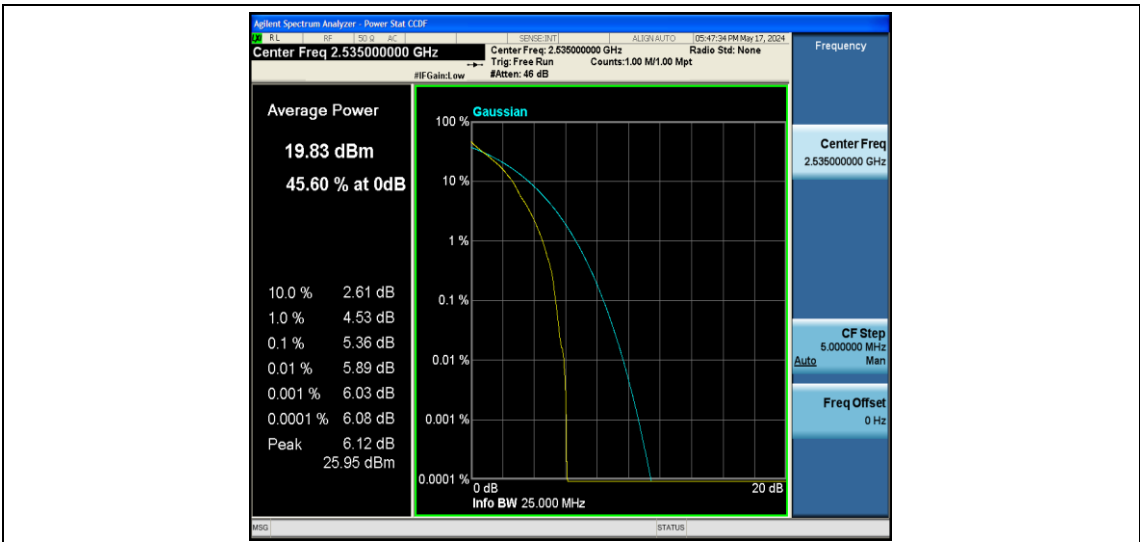 Agilent Spectrum Analyzer - Power Stat CCDF
RL RF 50 Ω AC SENSE:INT ALIGN AUTO 05:47:34 PM May 17, 2024
Center Freq 2.535000000 GHz
Center Freq: 2.535000000 GHz Radio Std: None
Trig: Free Run Counts:1.00 M/1.00 Mpt
#IFGain:Low #Atten: 46 dB
Frequency
Average Power
19.83 dBm
45.60 % at 0dB
10.0 % 2.61 dB
1.0 % 4.53 dB
0.1 % 5.36 dB
0.01 % 5.89 dB
0.001 % 6.03 dB
0.0001 % 6.08 dB
Peak 6.12 dB
25.95 dBm
Gaussian
100 %
10 %
1 %
0.1 %
0.01 %
0.001 %
0.0001 %
0 dB 20 dB
Info BW 25.000 MHz
Center Freq
2.535000000 GHz
CF Step
5.000000 MHz
Auto Man
Freq Offset
0 Hz
MSG STATUS